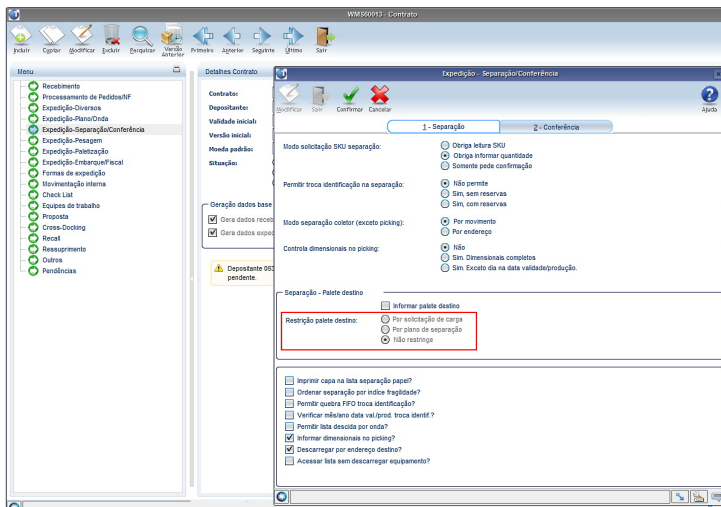 WMS60013 - Contrato
Incluir Copiar Modificar Excluir Pesquisar Versão Anterior Primeiro Anterior Seguinte Último Sair
Menu
Recebimento
Processamento de Pedidos/NF
Expedição-Diversos
Expedição-Plano/Onda
Expedição-Separação/Conferência
Expedição-Pesagem
Expedição-Paletização
Expedição-Embarque/Fiscal
Formas de expedição
Movimentação interna
Check List
Equipes de trabalho
Proposta
Cross-Docking
Recall
Ressuprimento
Outros
Pendências
Detalhes Contrato
Contrato:
Depositante:
Validade inicial:
Versão inicial:
Moeda padrão:
Situação:
Geração dados base
Gera dados receb
Gera dados exped
Depositante 063
pendente.
Expedição - Separação/Conferência
Modificar Sair Confirmar Cancelar Ajuda
1 - Separação 2 - Conferência
Modo solicitação SKU separação:
Obriga leitura SKU
Obriga informar quantidade
Somente pede confirmação
Permitir troca identificação na separação:
Não permite
Sim, sem reservas
Sim, com reservas
Modo separação coletor (exceto picking):
Por movimento
Por endereço
Controla dimensionais no picking:
Não
Sim. Dimensionais completos
Sim. Exceto dia na data validade/produção.
Separação - Palete destino
Informar palete destino
Restrição palete destino:
Por solicitação de carga
Por plano de separação
Não restringe
Imprimir capa na lista separação papel?
Ordenar separação por indíce fragilidade?
Permitir quebra FIFO troca identificação?
Verificar mês/ano data val./prod. troca identif.?
Permitir lista descida por onda?
Informar dimensionais no picking?
Descarregar por endereço destino?
Acessar lista sem descarregar equipamento?